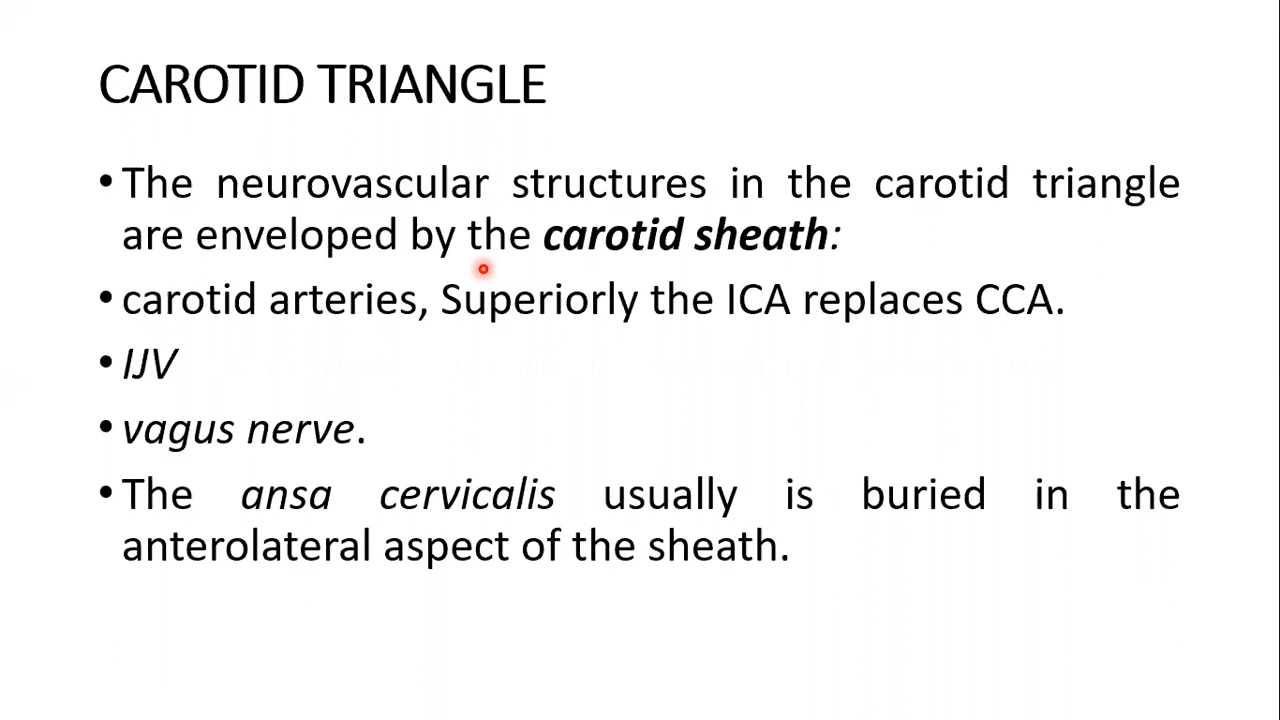 CAROTID TRIANGLE
• The neurovascular structures in the carotid triangle
are enveloped by the carotid sheath:
• carotid arteries, Superiorly the ICA replaces CCA.
• IJV
• vagus nerve.
• The ansa cervicalis usually is buried in the
anterolateral aspect of the sheath.